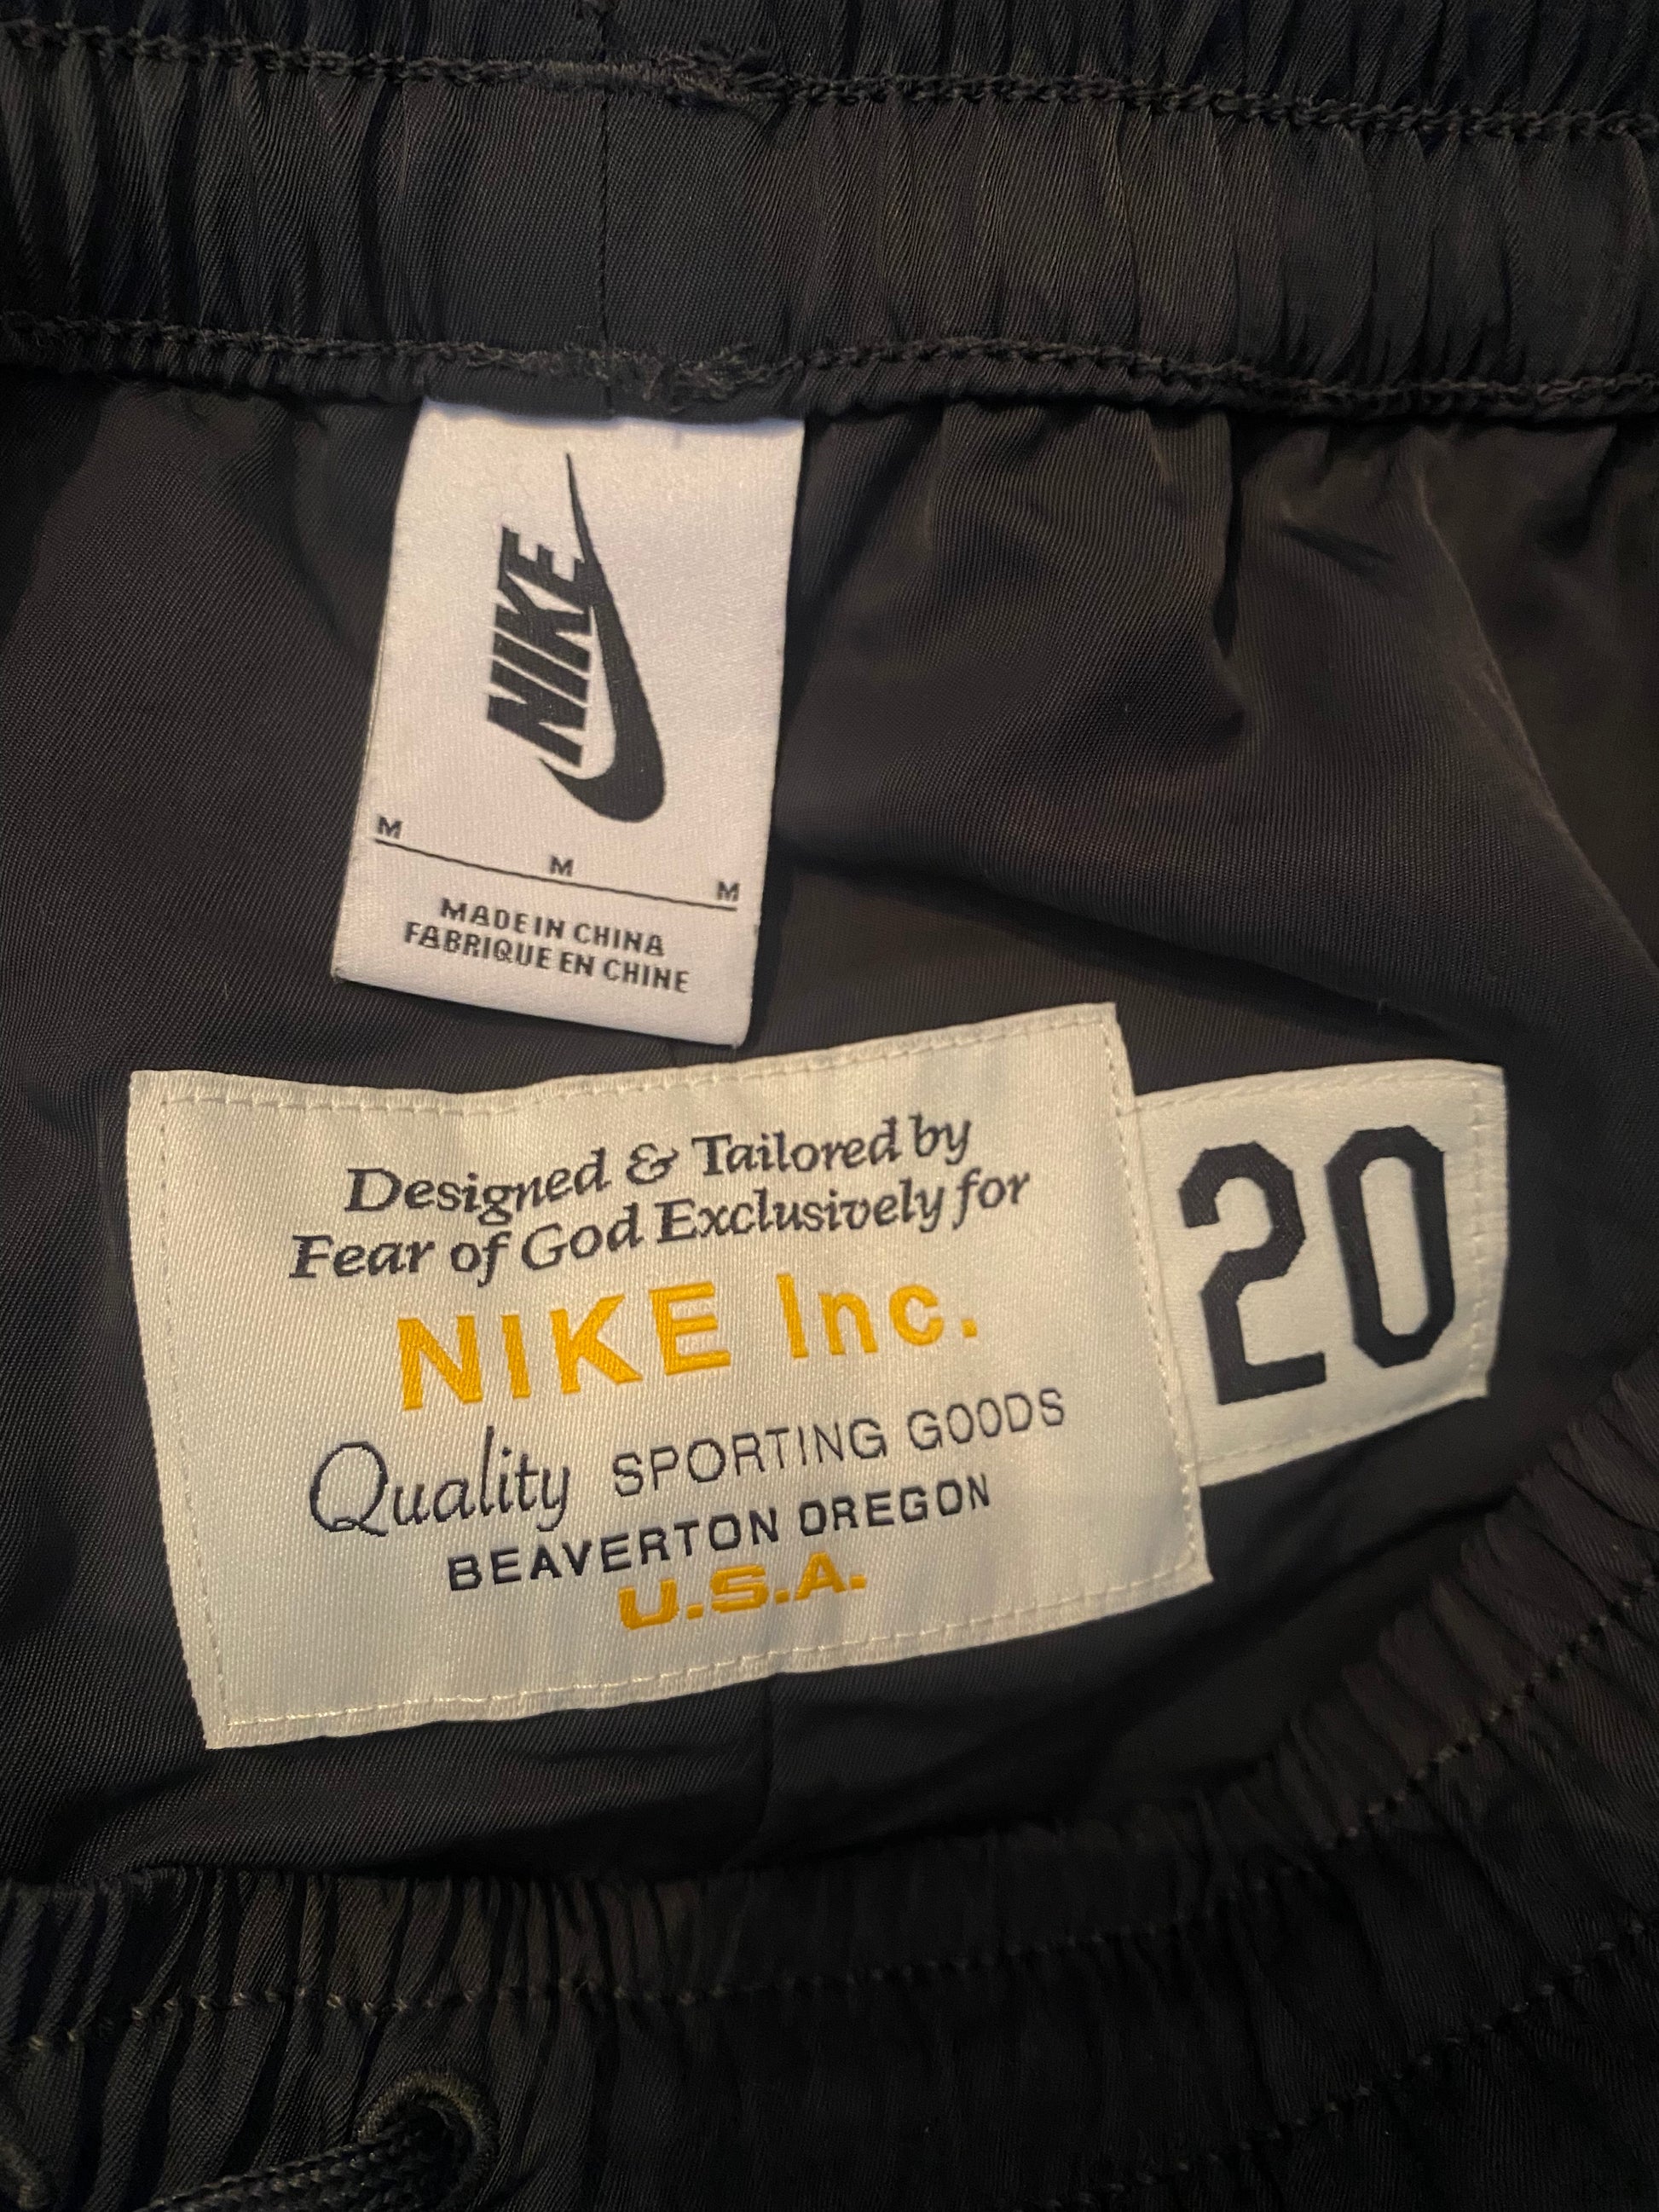 NIKE
M
M
M
MADE IN CHINA
FABRIQUE EN CHINE
Designed & Tailored by
Fear of God Exclusively for
NIKE Inc.
Quality SPORTING GOODS
BEAVERTON OREGON
U.S.A.
20